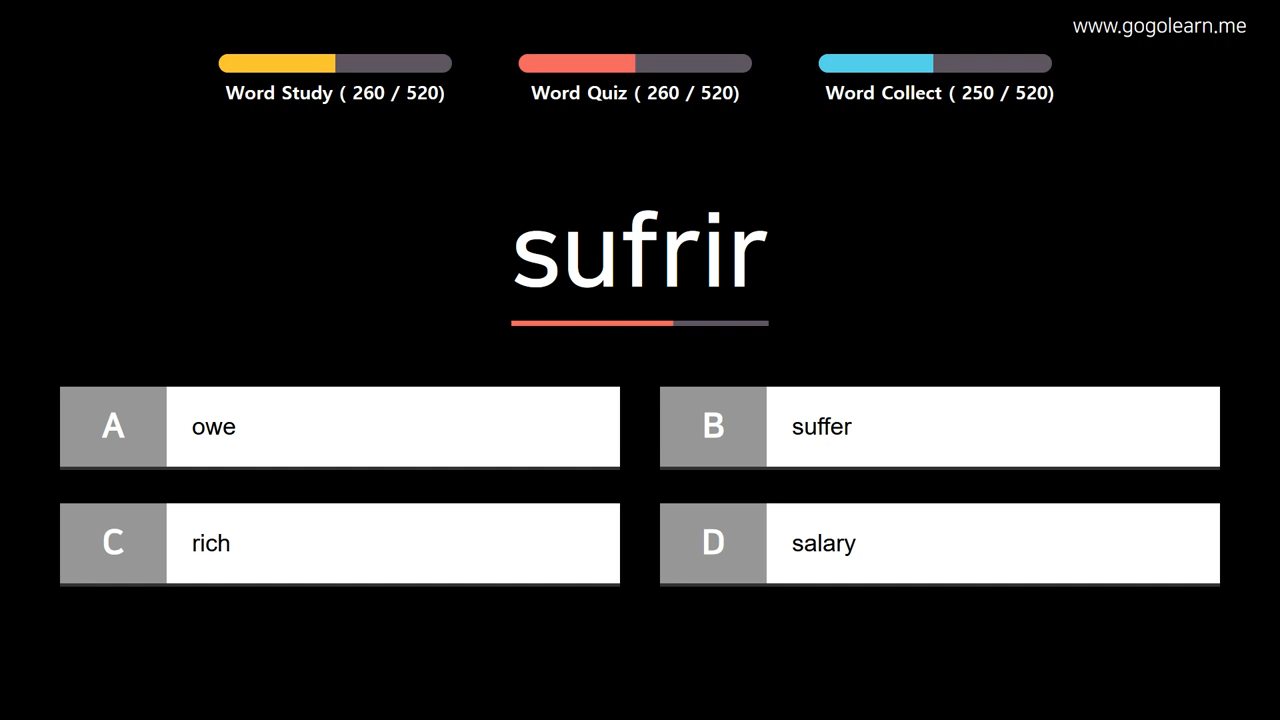 www.gogolearn.me
Word Study ( 260 / 520)
Word Quiz ( 260 / 520)
Word Collect ( 250 / 520)
sufrir
A owe
B suffer
C rich
D salary